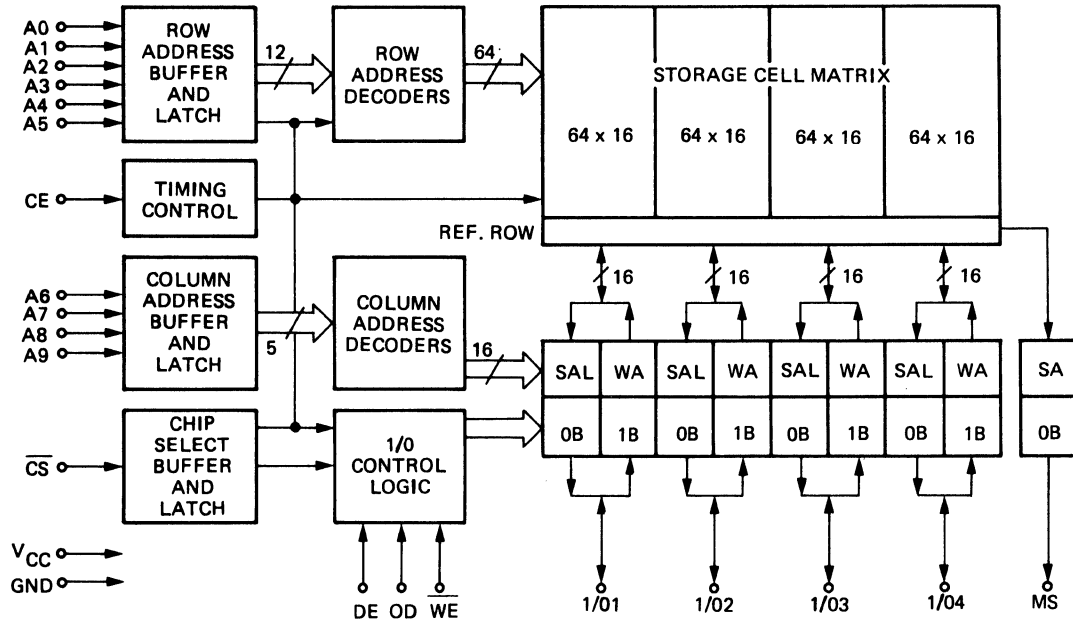 A0
A1
A2
A3
A4
A5
ROW
ADDRESS
BUFFER
AND
LATCH
12
ROW
ADDRESS
DECODERS
64
STORAGE CELL MATRIX
64 x 16
64 x 16
64 x 16
64 x 16
CE
TIMING
CONTROL
REF. ROW
16
16
16
16
A6
A7
A8
A9
COLUMN
ADDRESS
BUFFER
AND
LATCH
5
COLUMN
ADDRESS
DECODERS
16
SAL
WA
SAL
WA
SAL
WA
SAL
WA
SA
0B
1B
0B
1B
0B
1B
0B
1B
0B
CS
CHIP
SELECT
BUFFER
AND
LATCH
1/0
CONTROL
LOGIC
VCC
GND
DE
OD
WE
1/01
1/02
1/03
1/04
MS